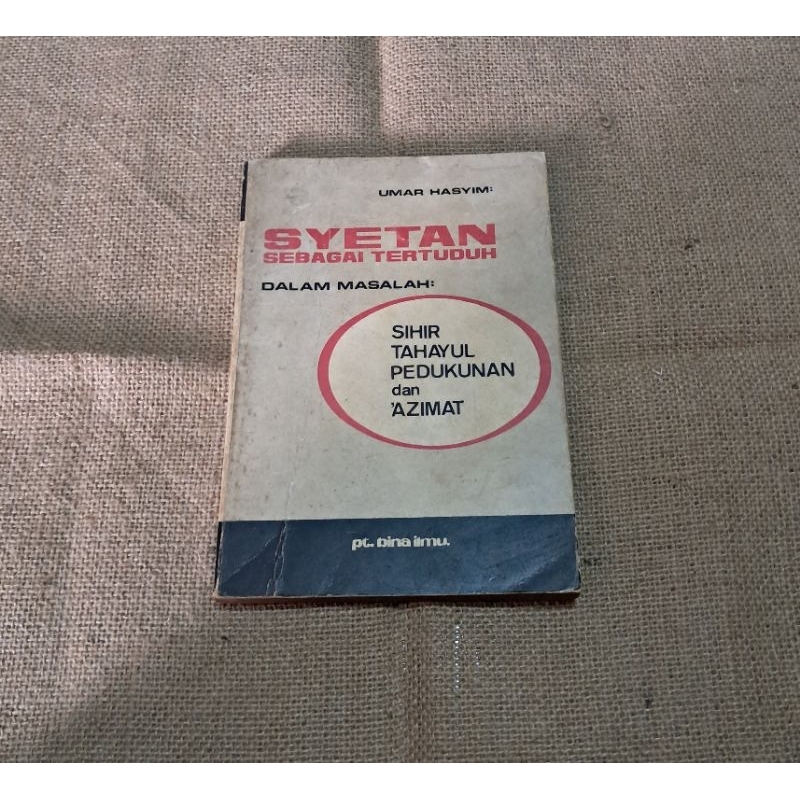 UMAR HASYIM:
SYETAN
SEBAGAI TERTUDUH
DALAM MASALAH:
SIHIR
TAHAYUL
PEDUKUNAN
dan
'AZIMAT
pt. bina ilmu.